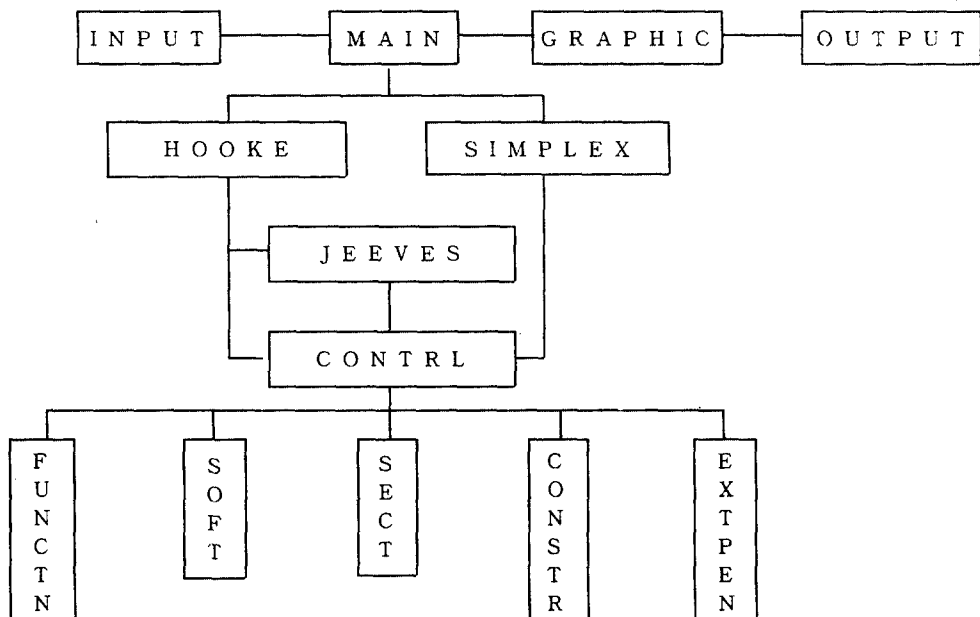 INPUT MAIN GRAPHIC OUTPUT
HOOKE SIMPLEX
JEEVES
CONTRL
FUNCTN SOFT SECT CONSTR EXTPEN